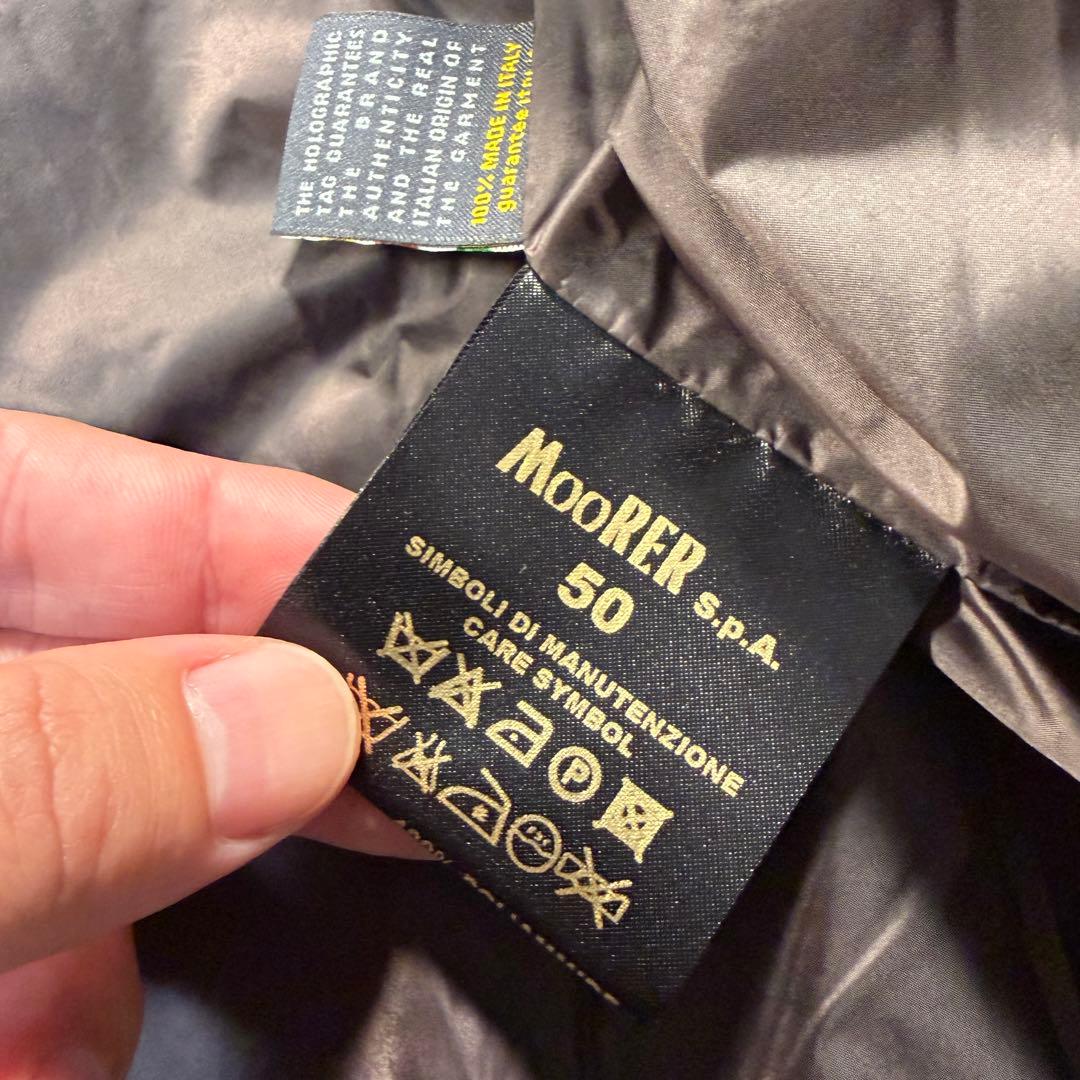 THE HOLOGRAPHIC
TAG GUARANTEES
THE BRAND
AUTHENTICITY
AND THE REAL
ITALIAN ORIGIN OF
THE GARMENT
100% MADE IN ITALY
MooRER S.p.A.
50
SIMBOLI DI MANUTENZIONE
CARE SYMBOL
P